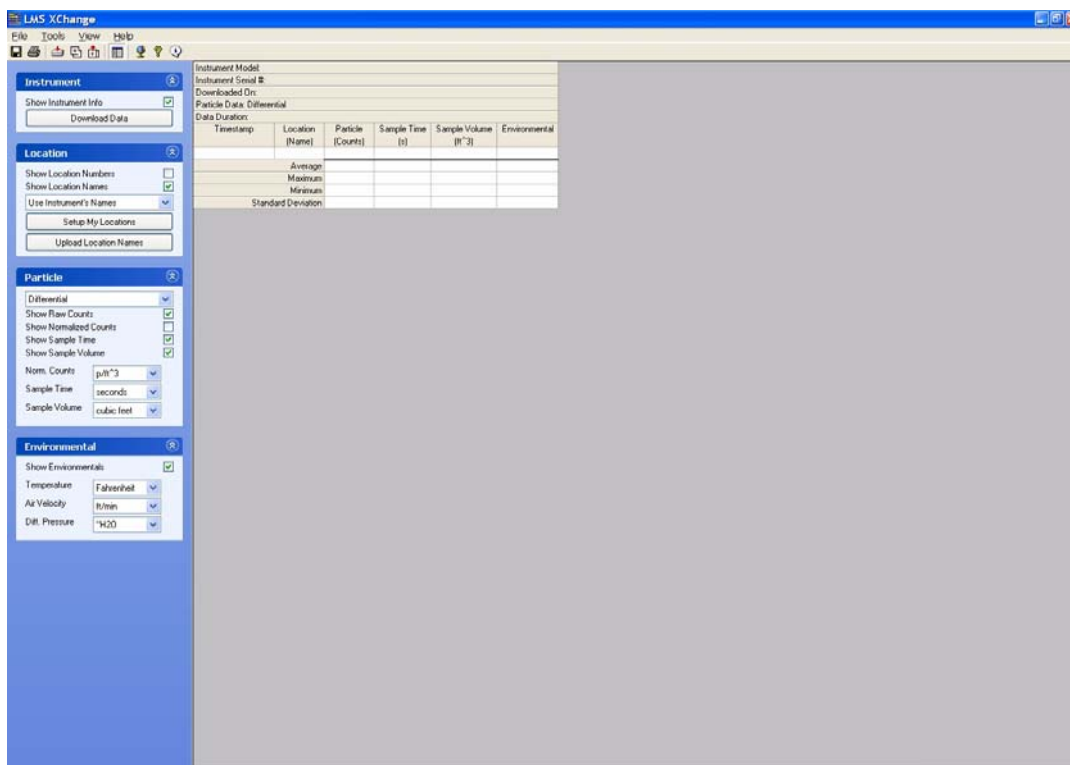 LMS XChange
File Tools View Help
Instrument
Show Instrument Info
Download Data
Location
Show Location Numbers
Show Location Names
Use Instrument's Names
Setup My Locations
Upload Location Names
Particle
Differential
Show Raw Counts
Show Normalized Counts
Show Sample Time
Show Sample Volume
Norm. Counts p/ft^3
Sample Time seconds
Sample Volume cubic feet
Environmental
Show Environmentals
Temperature Fahrenheit
Air Velocity ft/min
Diff. Pressure "H2O
Instrument Model:
Instrument Serial #:
Downloaded On:
Particle Data: Differential
Data Duration:
Timestamp Location Particle Sample Time Sample Volume Environmental
(Name) (Counts) (s) (ft^3)
Average
Maximum
Minimum
Standard Deviation